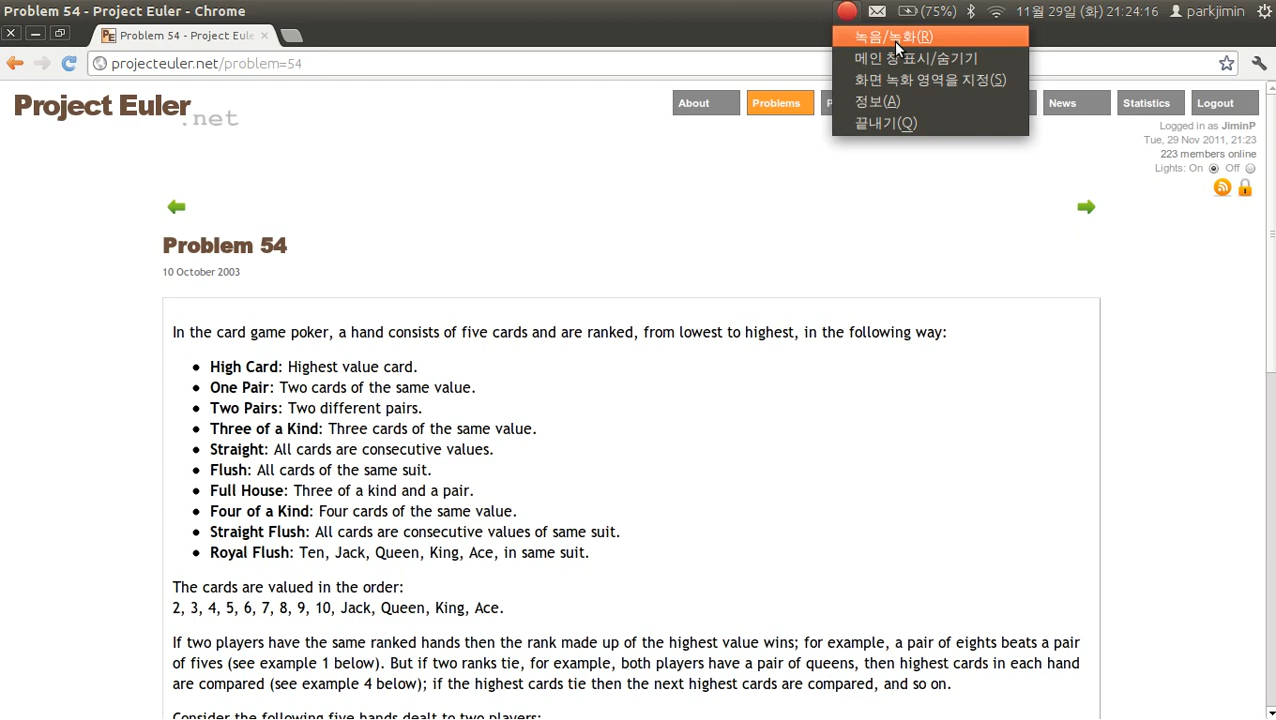 Problem 54 - Project Euler - Chrome
(75%)
11월 29일 (화) 21:24:16
parkjimin
Problem 54 - Project Eule
projecteuler.net/problem=54
녹음/녹화(R)
메인 창 표시/숨기기
화면 녹화 영역을 지정(S)
정보(A)
끝내기(Q)
Project Euler
.net
About
Problems
News
Statistics
Logout
Logged in as JiminP
Tue, 29 Nov 2011, 21:23
223 members online
Lights: On Off
Problem 54
10 October 2003
In the card game poker, a hand consists of five cards and are ranked, from lowest to highest, in the following way:
High Card: Highest value card.
One Pair: Two cards of the same value.
Two Pairs: Two different pairs.
Three of a Kind: Three cards of the same value.
Straight: All cards are consecutive values.
Flush: All cards of the same suit.
Full House: Three of a kind and a pair.
Four of a Kind: Four cards of the same value.
Straight Flush: All cards are consecutive values of same suit.
Royal Flush: Ten, Jack, Queen, King, Ace, in same suit.
The cards are valued in the order:
2, 3, 4, 5, 6, 7, 8, 9, 10, Jack, Queen, King, Ace.
If two players have the same ranked hands then the rank made up of the highest value wins; for example, a pair of eights beats a pair
of fives (see example 1 below). But if two ranks tie, for example, both players have a pair of queens, then highest cards in each hand
are compared (see example 4 below); if the highest cards tie then the next highest cards are compared, and so on.
Consider the following five hands dealt to two players: